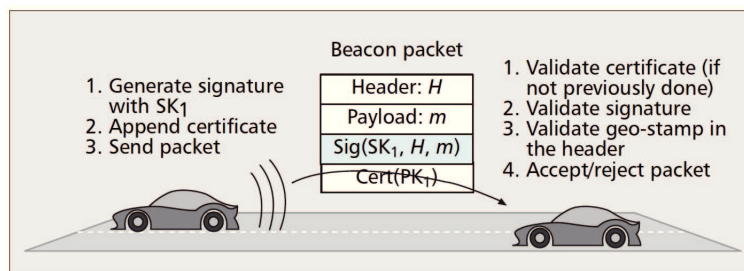 Beacon packet
1. Generate signature
with SK₁
2. Append certificate
3. Send packet
Header: H
Payload: m
Sig(SK₁, H, m)
Cert(PK₁)
1. Validate certificate (if
not previously done)
2. Validate signature
3. Validate geo-stamp in
the header
4. Accept/reject packet